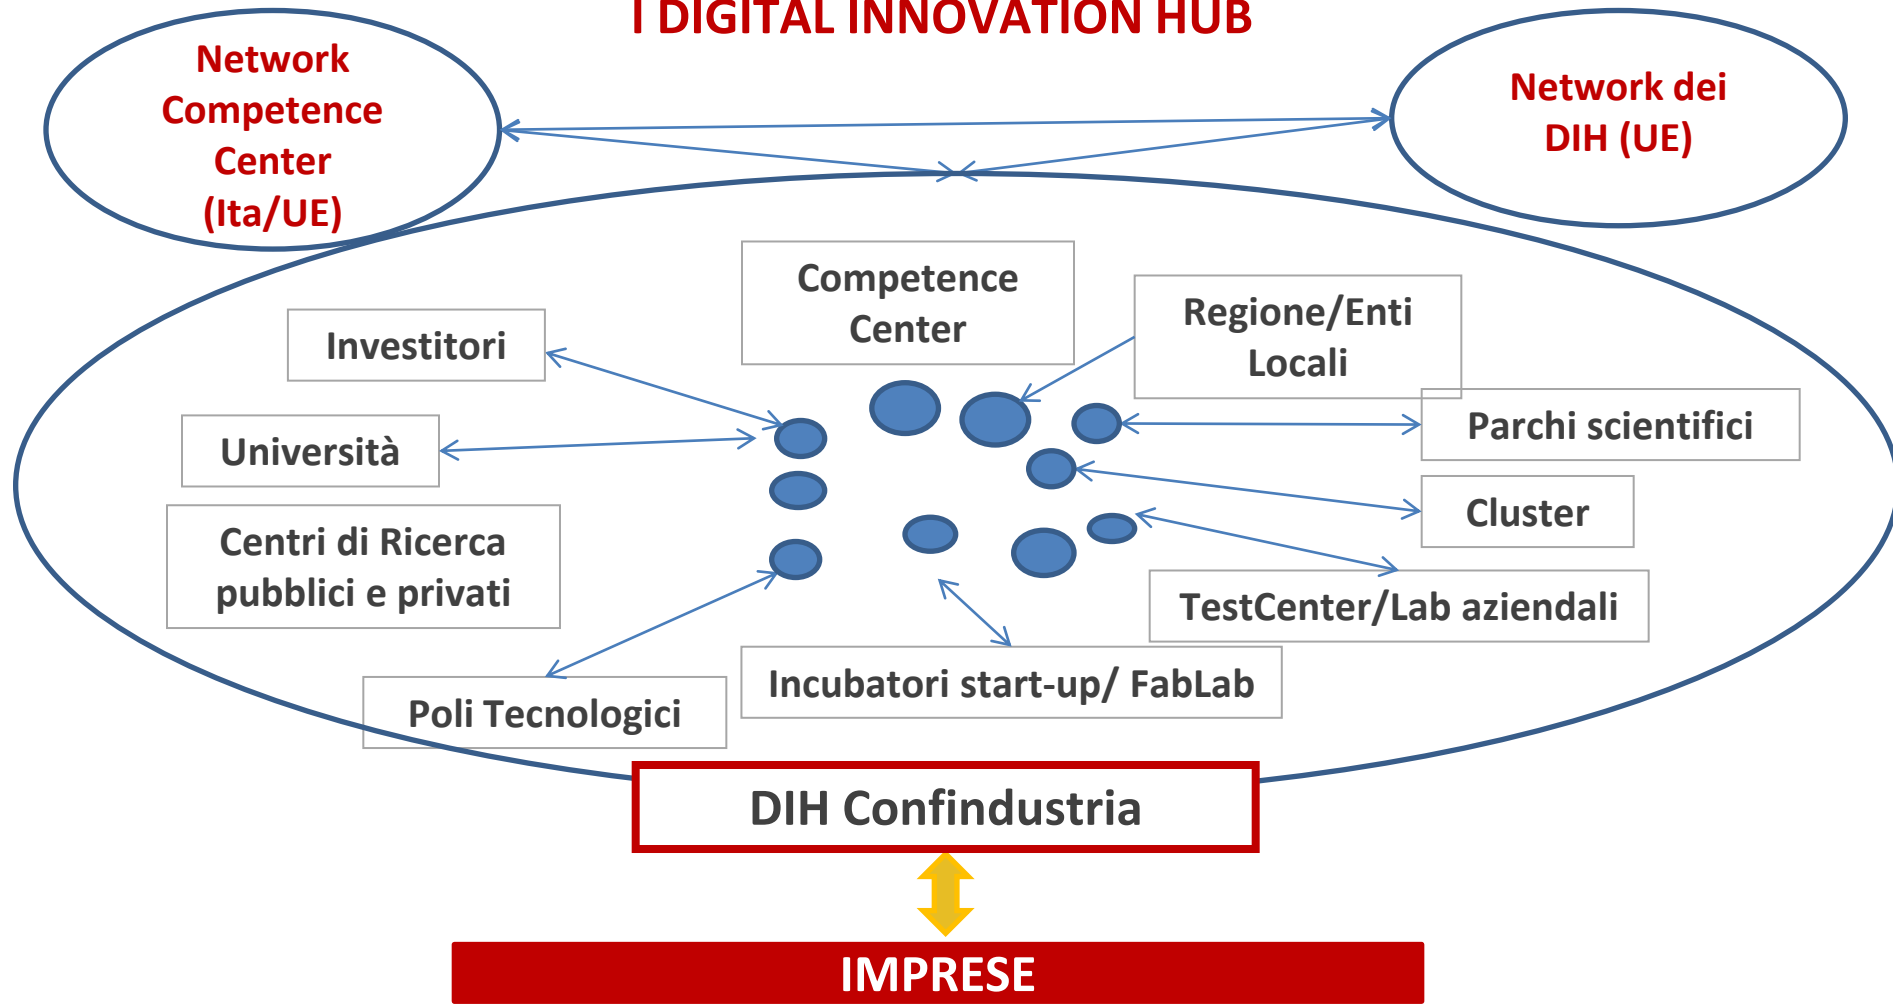 I DIGITAL INNOVATION HUB
Network
Competence
Center
(Ita/UE)
Network dei
DIH (UE)
Competence
Center
Regione/Enti
Locali
Investitori
Parchi scientifici
Università
Cluster
Centri di Ricerca
pubblici e privati
TestCenter/Lab aziendali
Incubatori start-up/ FabLab
Poli Tecnologici
DIH Confindustria
IMPRESE